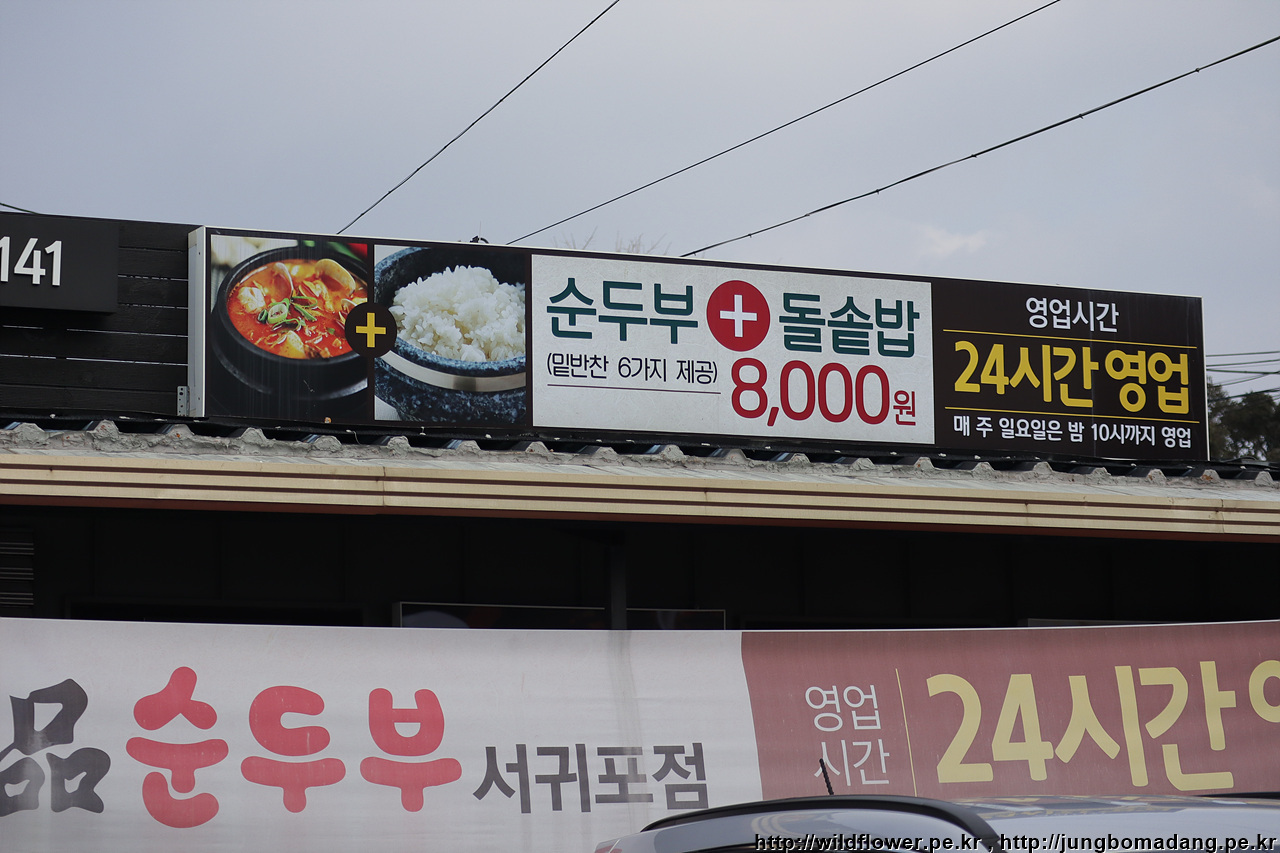 141
순두부 + 돌솥밥
(밑반찬 6가지 제공)
8,000원
영업시간
24시간 영업
매 주 일요일은 밤 10시까지 영업
品 순두부 서귀포점
영업
시간
24시간
http://wildflower.pe.kr , http://jungbomadang.pe.kr